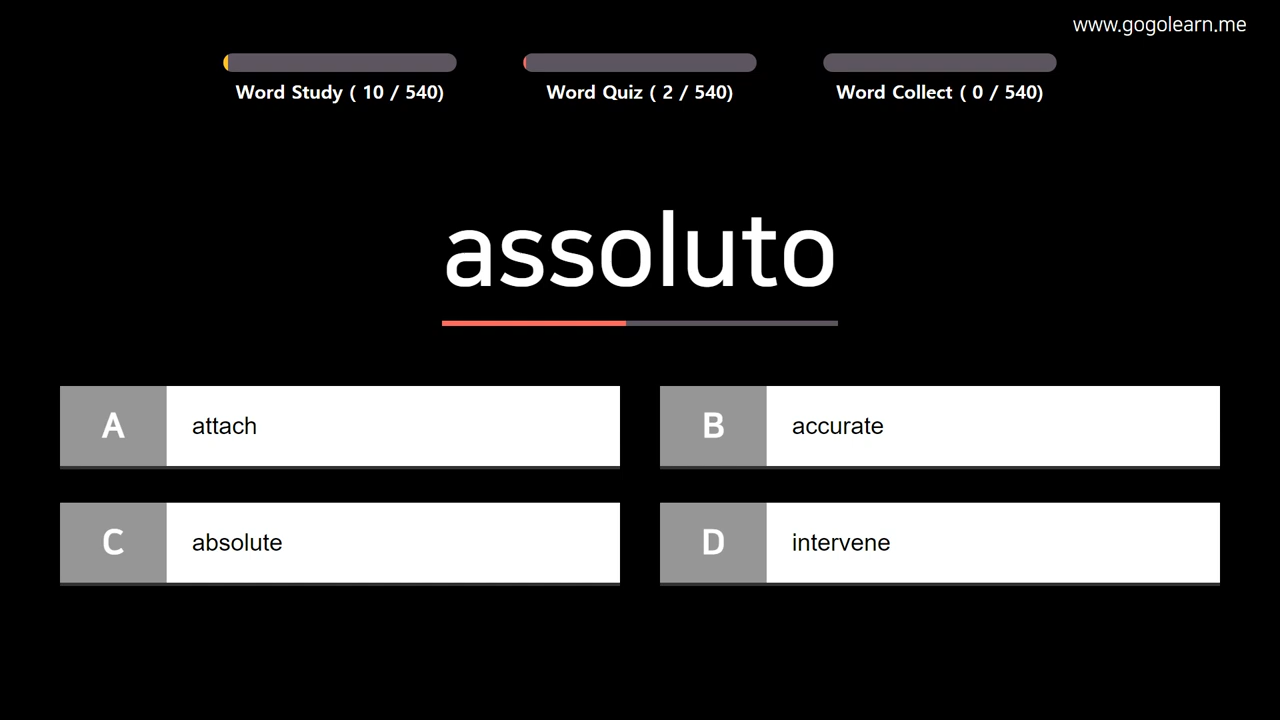 www.gogolearn.me
Word Study ( 10 / 540)
Word Quiz ( 2 / 540)
Word Collect ( 0 / 540)
assoluto
A attach
B accurate
C absolute
D intervene